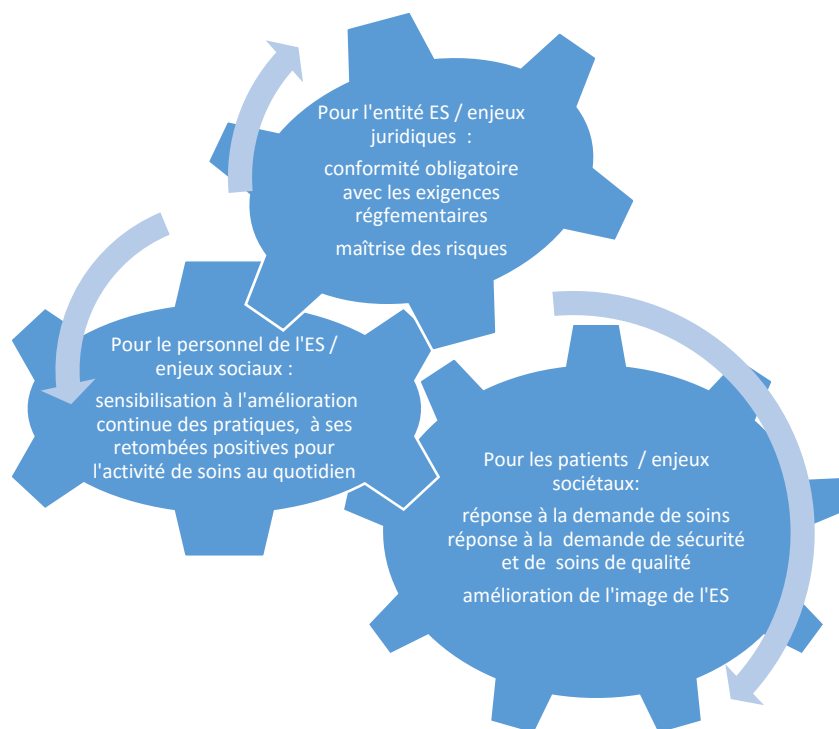 Pour l'entité ES / enjeux
juridiques :
conformité obligatoire
avec les exigences
régfementaires
maîtrise des risques
Pour le personnel de l'ES /
enjeux sociaux :
sensibilisation à l'amélioration
continue des pratiques, à ses
retombées positives pour
l'activité de soins au quotidien
Pour les patients / enjeux
sociétaux:
réponse à la demande de soins
réponse à la demande de sécurité
et de soins de qualité
amélioration de l'image de l'ES